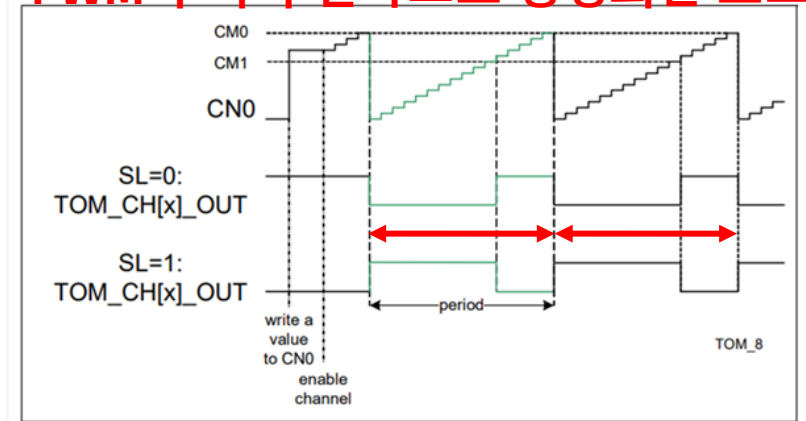 CM0
CM1
CN0
SL=0:
TOM_CH[x]_OUT
SL=1:
TOM_CH[x]_OUT
period
write a
value
to CN0
enable
channel
TOM_8